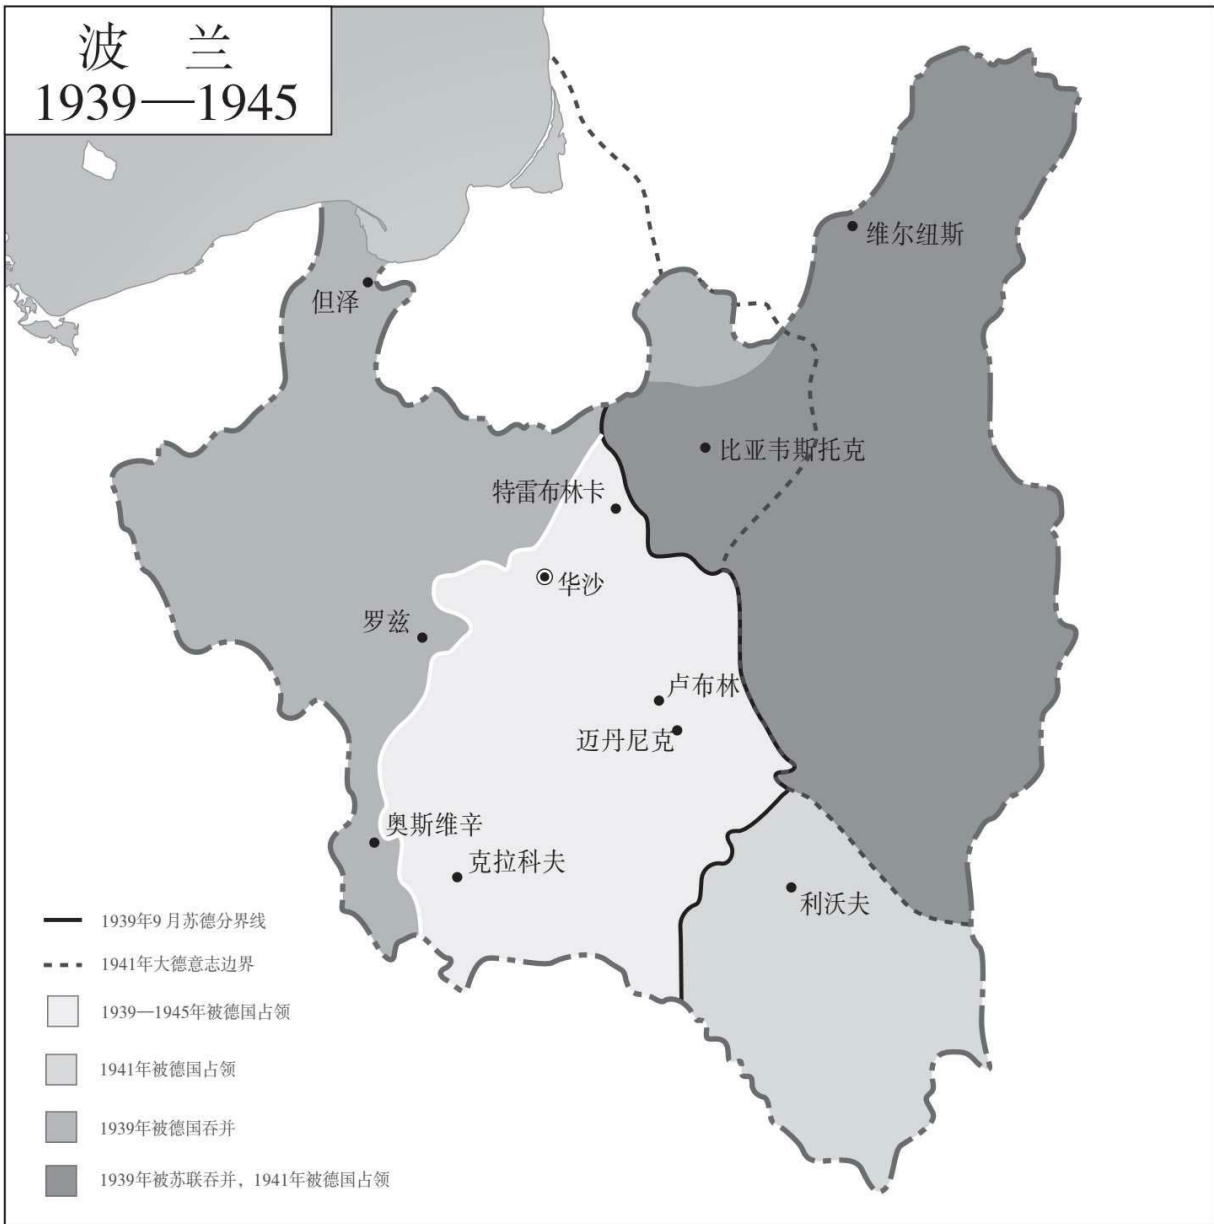 波 兰
1939—1945
维尔纽斯
但泽
比亚韦斯托克
特雷布林卡
华沙
罗兹
卢布林
迈丹尼克
奥斯维辛
克拉科夫
利沃夫
1939年9月苏德分界线
1941年大德意志边界
1939—1945年被德国占领
1941年被德国占领
1939年被德国吞并
1939年被苏联吞并，1941年被德国占领